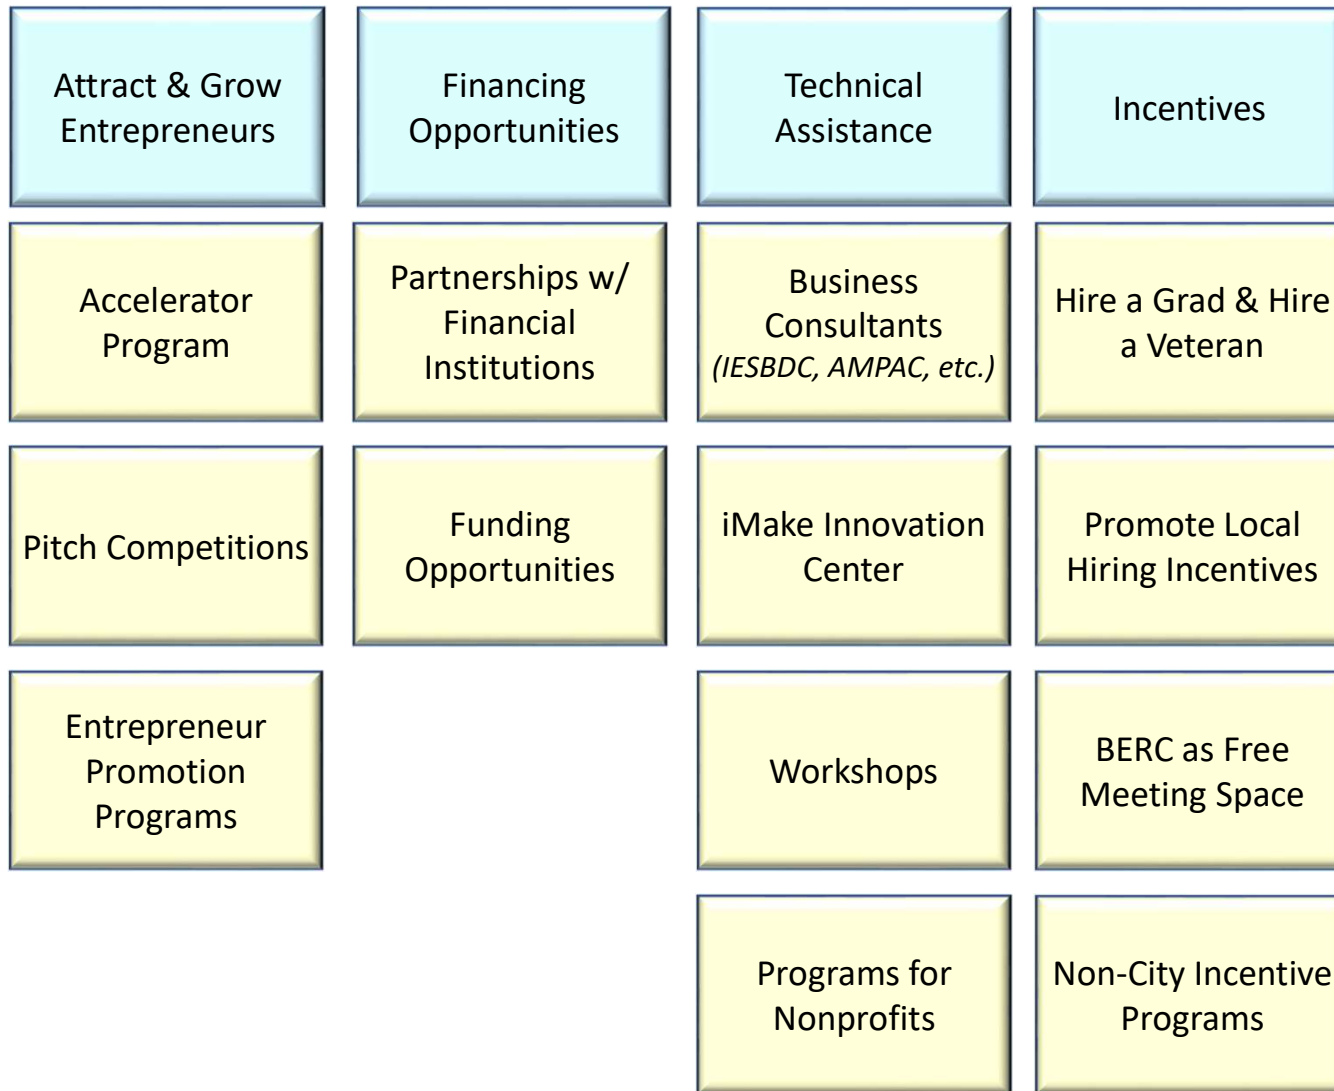 Attract & Grow
Entrepreneurs
Financing
Opportunities
Technical
Assistance
Incentives
Accelerator
Program
Partnerships w/
Financial
Institutions
Business
Consultants
(IESBDC, AMPAC, etc.)
Hire a Grad & Hire
a Veteran
Pitch Competitions
Funding
Opportunities
iMake Innovation
Center
Promote Local
Hiring Incentives
Entrepreneur
Promotion
Programs
Workshops
BERC as Free
Meeting Space
Programs for
Nonprofits
Non-City Incentive
Programs